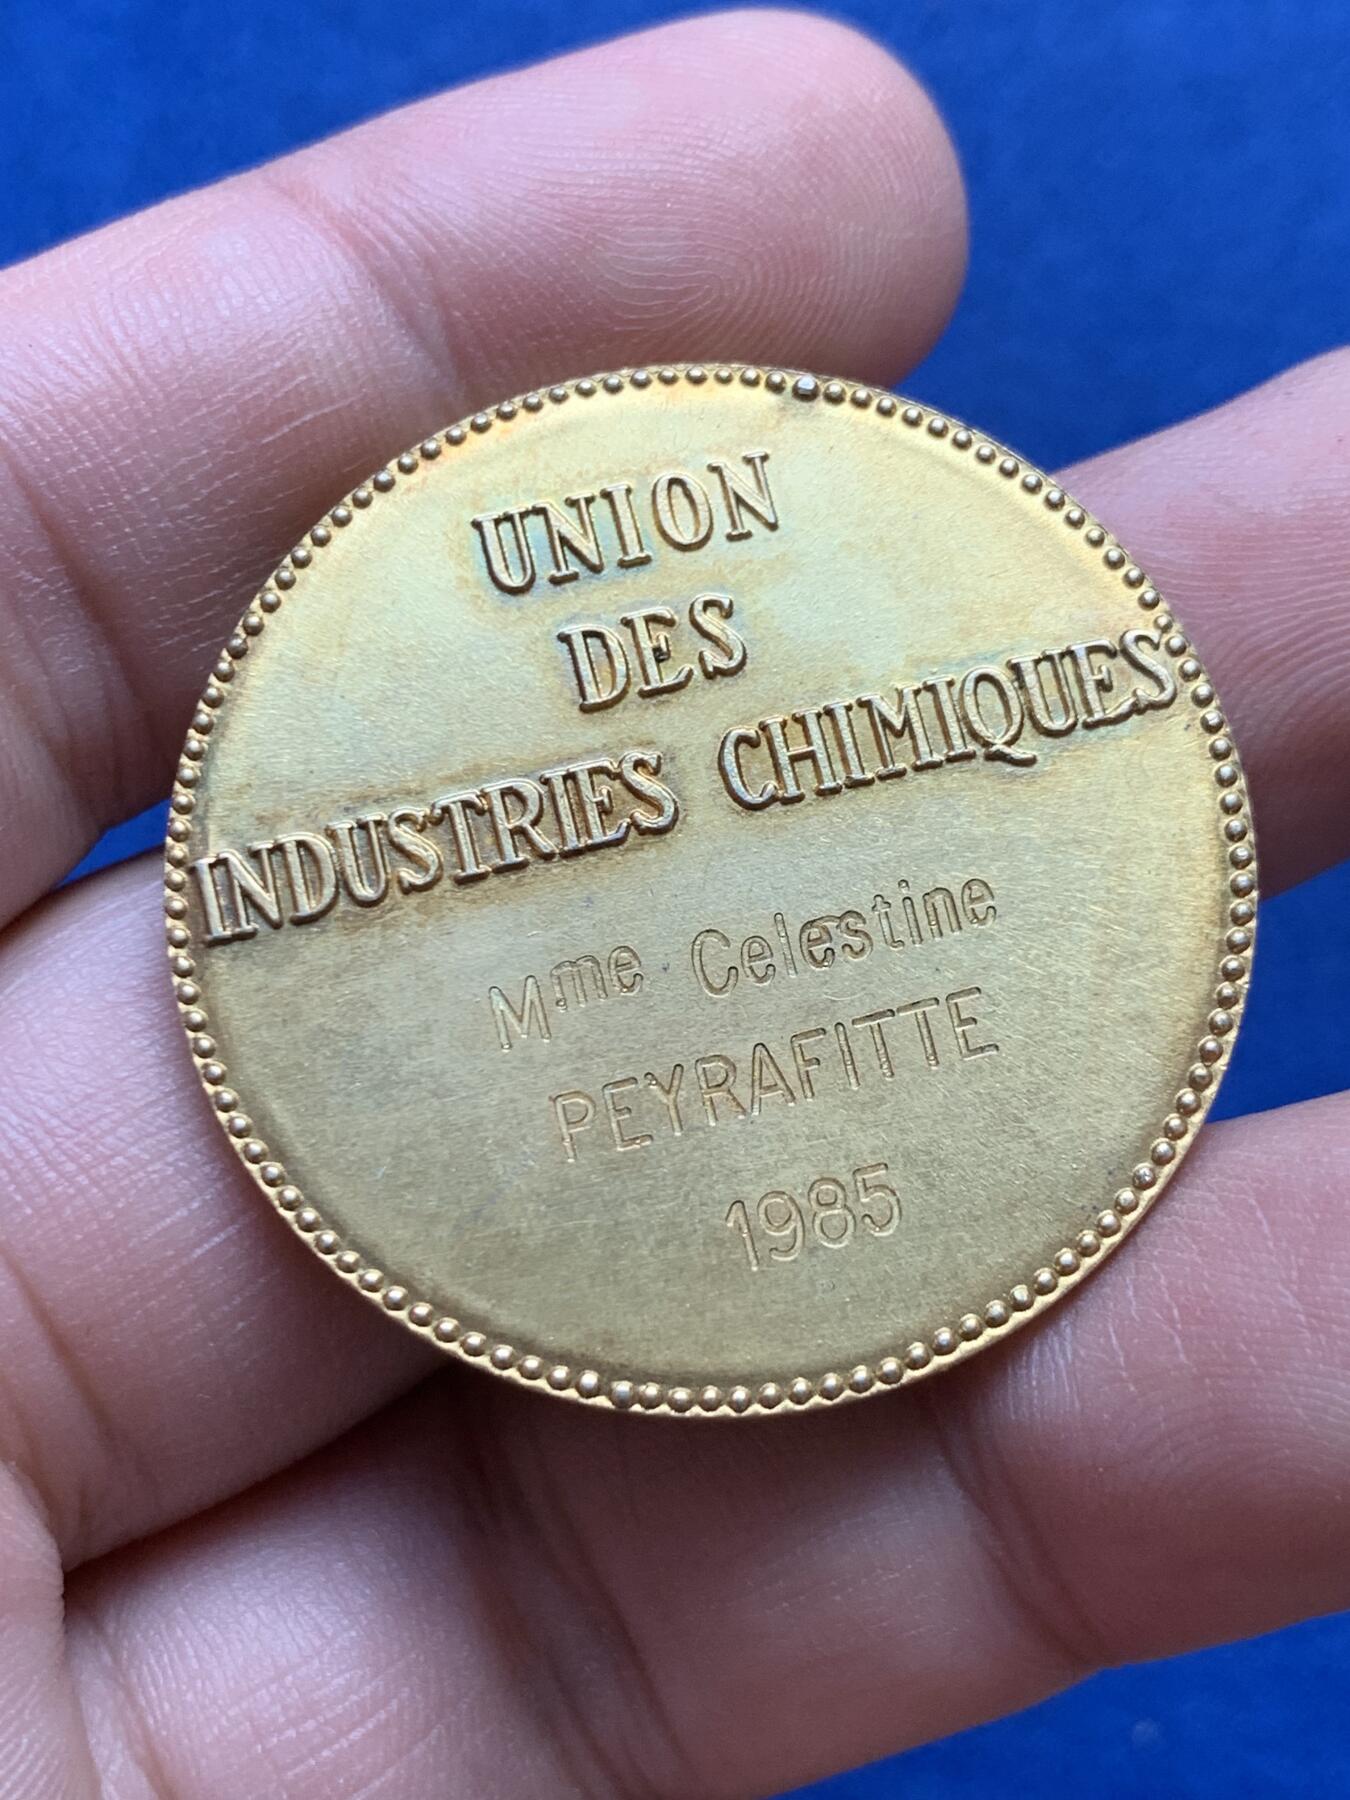 UNION
DES
INDUSTRIES CHIMIQUES
Mme Celestine
PEYRAFITTE
1985